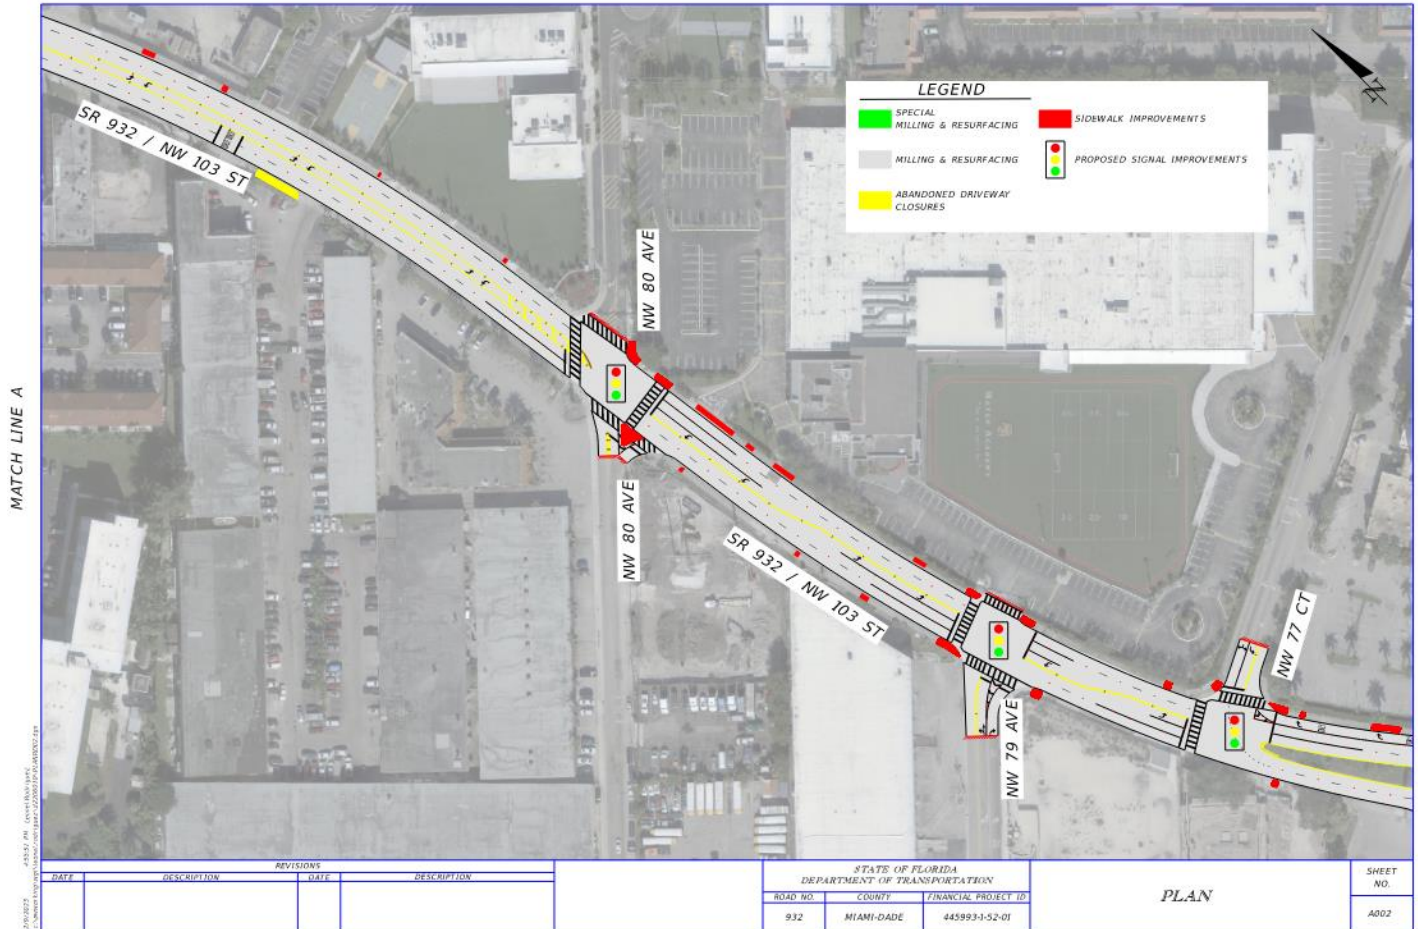 LEGEND
SPECIAL
MILLING & RESURFACING
SIDEWALK IMPROVEMENTS
MILLING & RESURFACING
PROPOSED SIGNAL IMPROVEMENTS
ABANDONED DRIVEWAY
CLOSURES
SR 932 / NW 103 ST
NW 80 AVE
MATCH LINE A
NW 80 AVE
SR 932 / NW 103 ST
NW 77 CT
NW 79 AVE
REVISIONS
DATE
DESCRIPTION
DATE
DESCRIPTION
STATE OF FLORIDA
DEPARTMENT OF TRANSPORTATION
ROAD NO.
COUNTY
FINANCIAL PROJECT ID
932
MIAMI-DADE
445993-1-52-01
PLAN
SHEET
NO.
A002